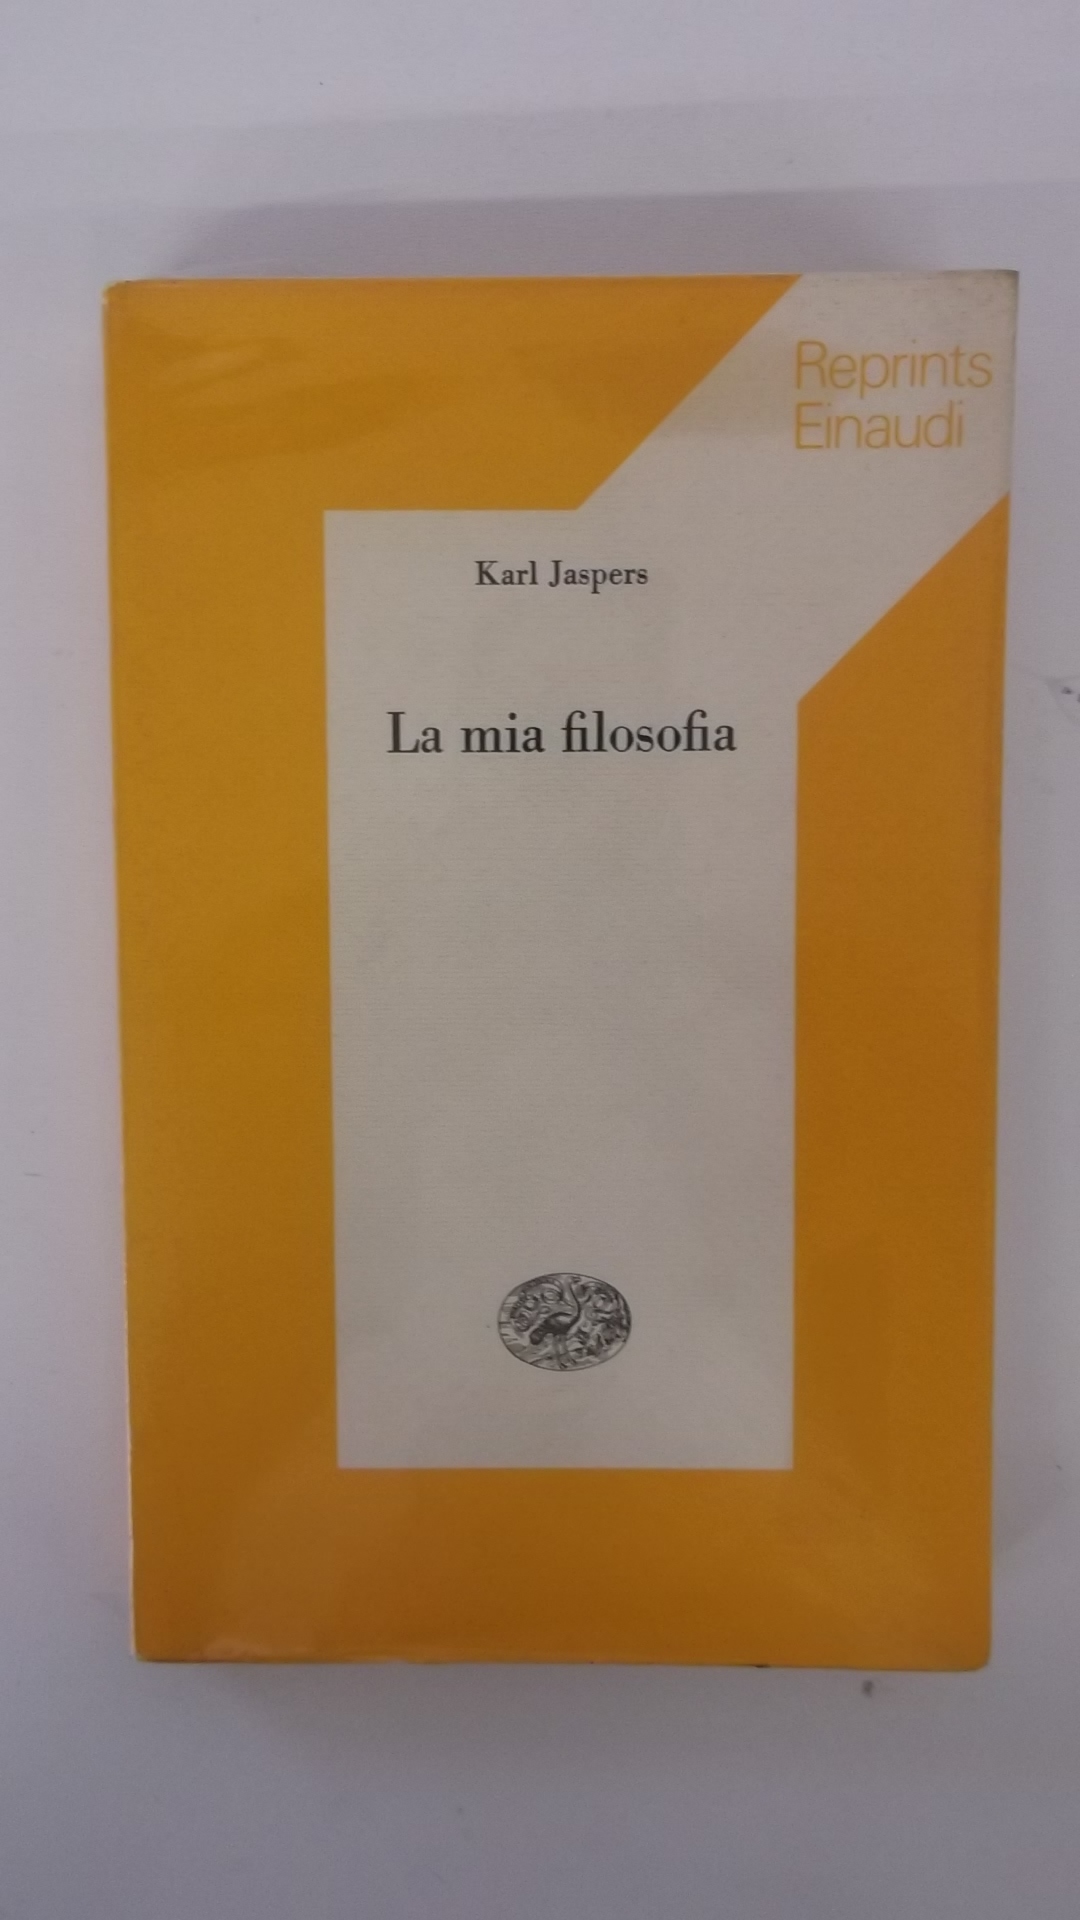 Reprints
Einaudi
Karl Jaspers
La mia filosofia